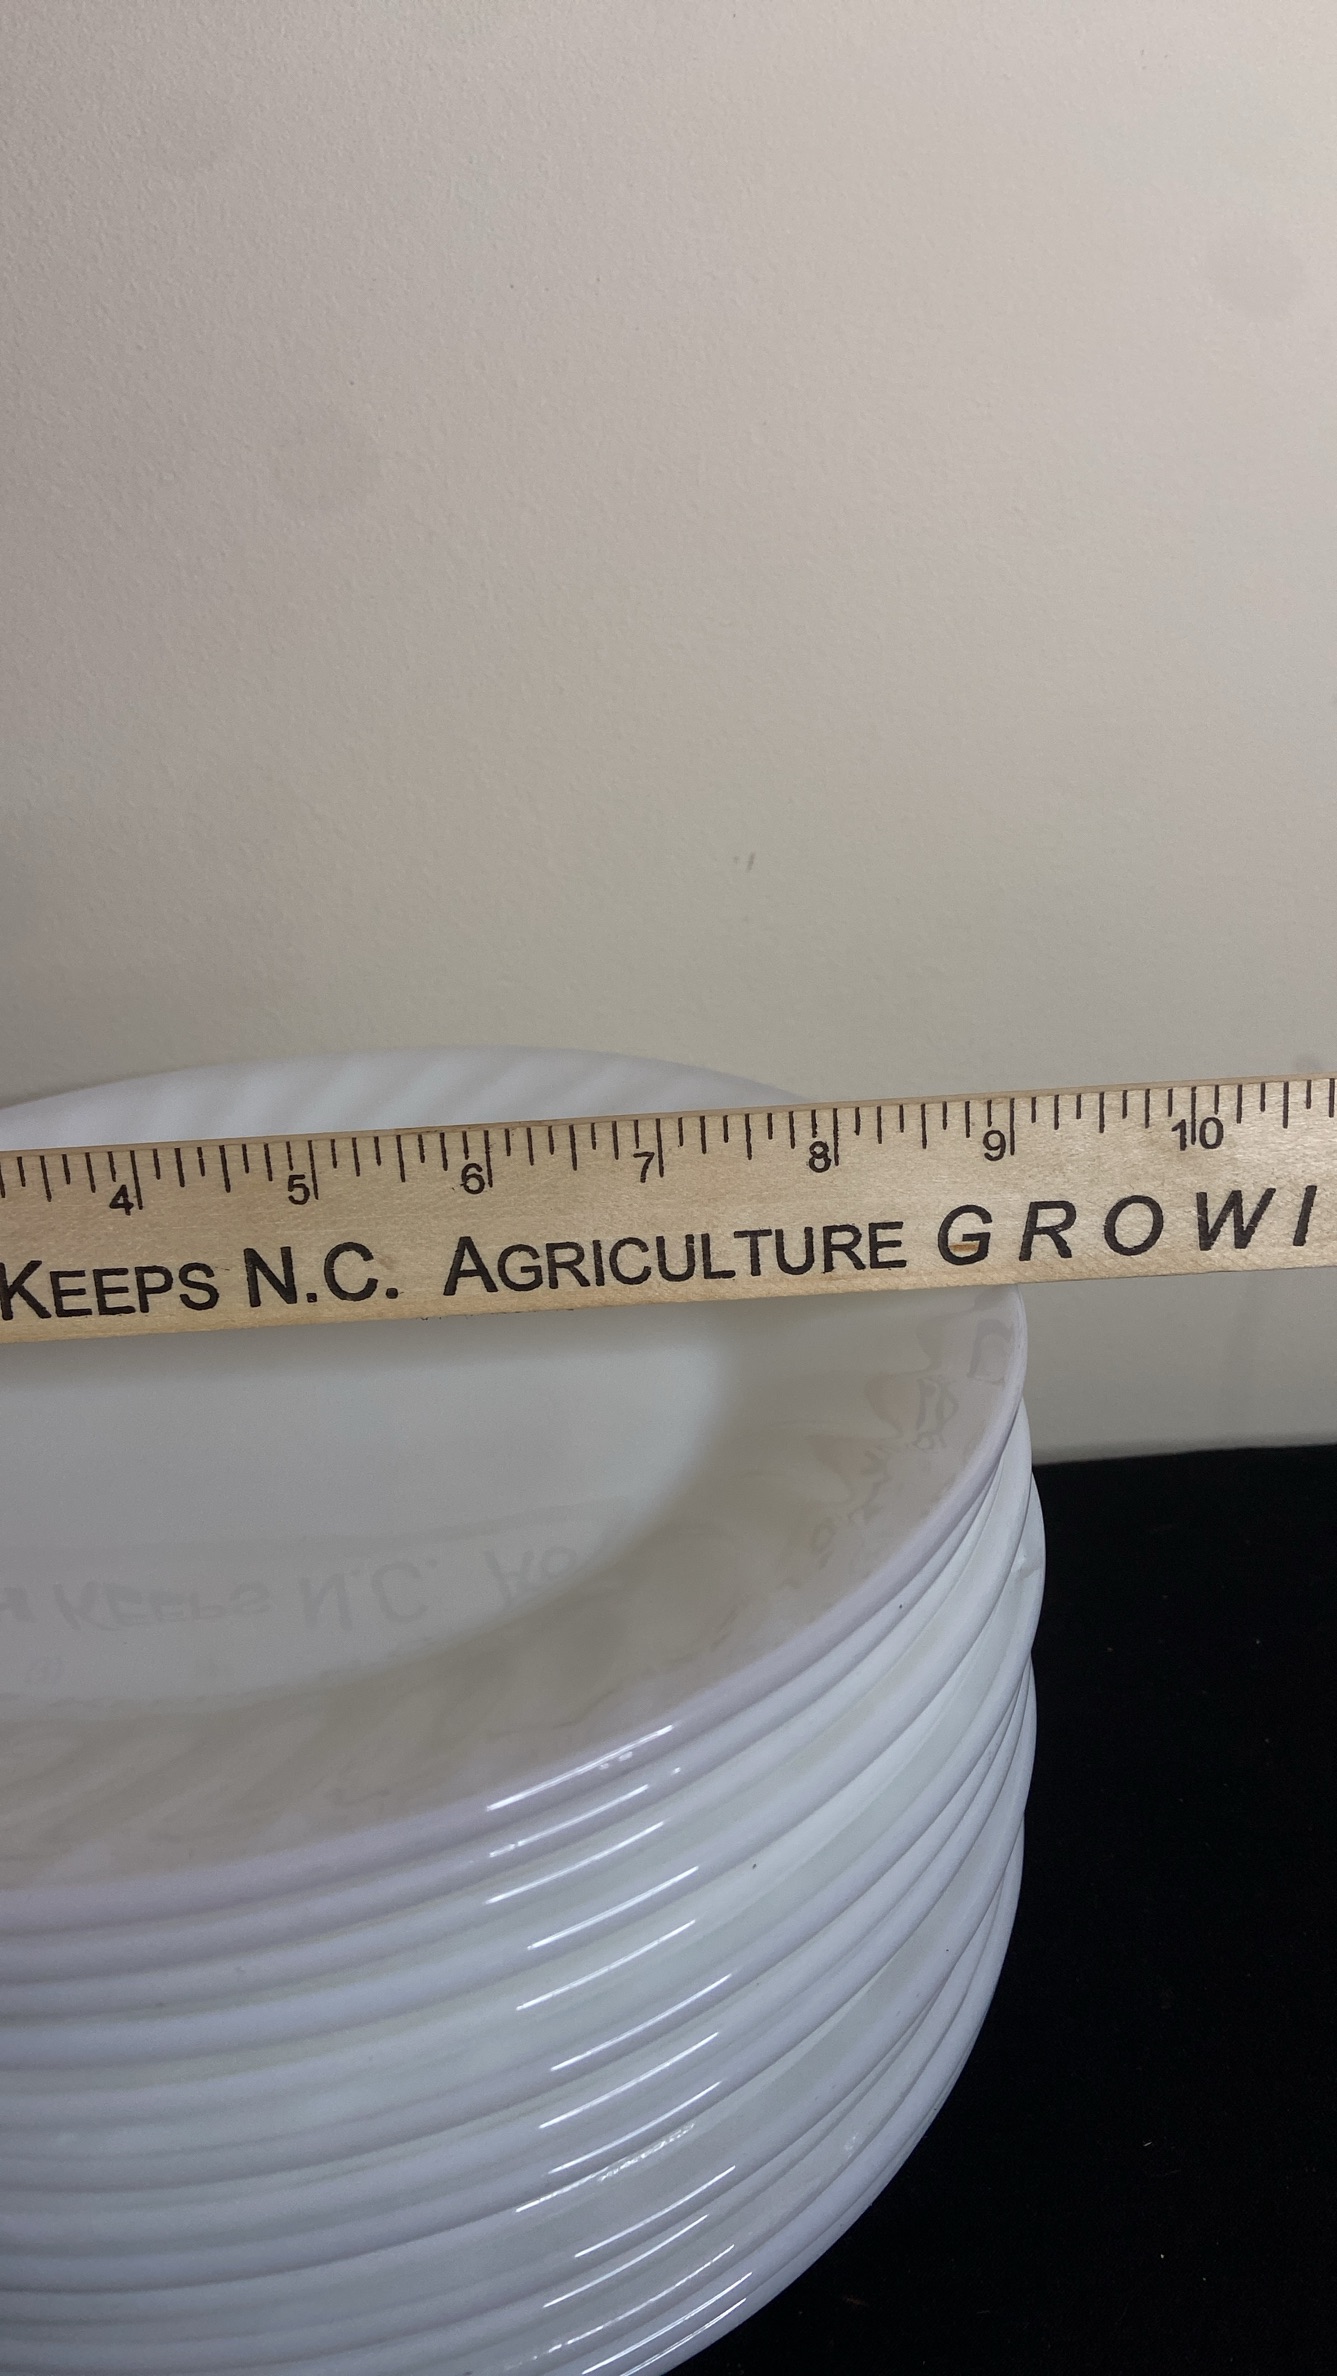 4 5 6 7 8 9 10
KEEPS N.C. AGRICULTURE GROWI